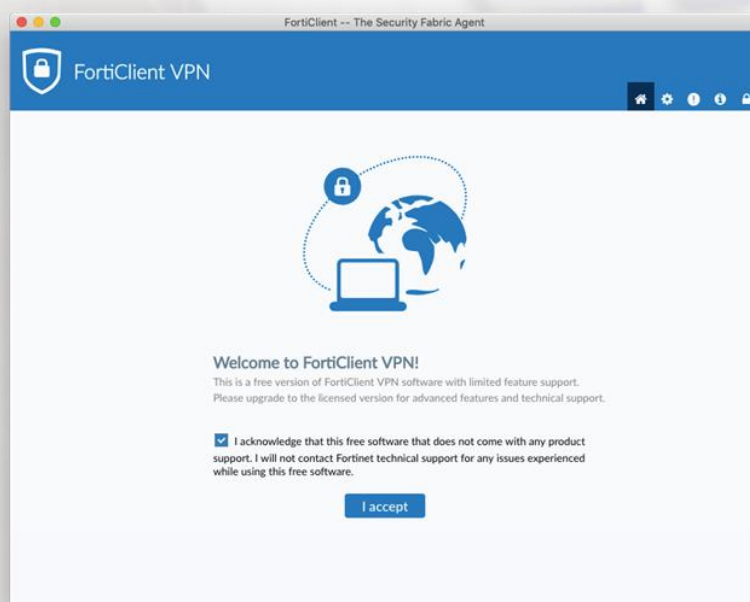 FortiClient -- The Security Fabric Agent
FortiClient VPN
Welcome to FortiClient VPN!
This is a free version of FortiClient VPN software with limited feature support.
Please upgrade to the licensed version for advanced features and technical support.
I acknowledge that this free software that does not come with any product
support. I will not contact Fortinet technical support for any issues experienced
while using this free software.
I accept